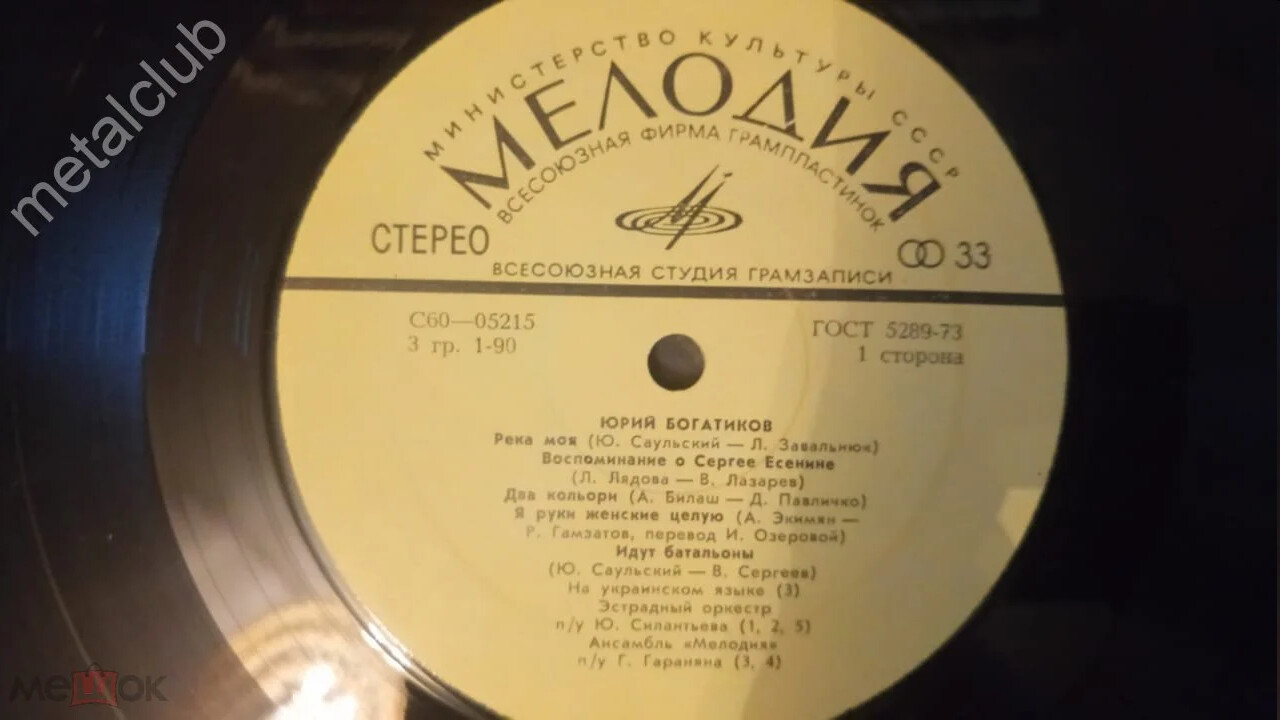 metalclub
МИНИСТЕРСТВО КУЛЬТУРЫ СССР
МЕЛОДИЯ
ВСЕСОЮЗНАЯ ФИРМА ГРАМПЛАСТИНОК
СТЕРЕО
33
ВСЕСОЮЗНАЯ СТУДИЯ ГРАМЗАПИСИ
С60—05215
ГОСТ 5289-73
3 гр. 1-90
1 сторона
ЮРИЙ БОГАТИКОВ
Река моя (Ю. Саульский — Л. Завальнюк)
Воспоминание о Сергее Есенине
(Л. Лядова — В. Лазарев)
Два кольори (А. Билаш — Д. Павличко)
Я руки женские целую (А. Экимян —
Р. Гамзатов, перевод И. Озеровой)
Идут батальоны
(Ю. Саульский — В. Сергеев)
На украинском языке (3)
Эстрадный оркестр
п/у Ю. Силантьева (1, 2, 5)
Ансамбль «Мелодия»
п/у Г. Гараняна (3, 4)
мешок